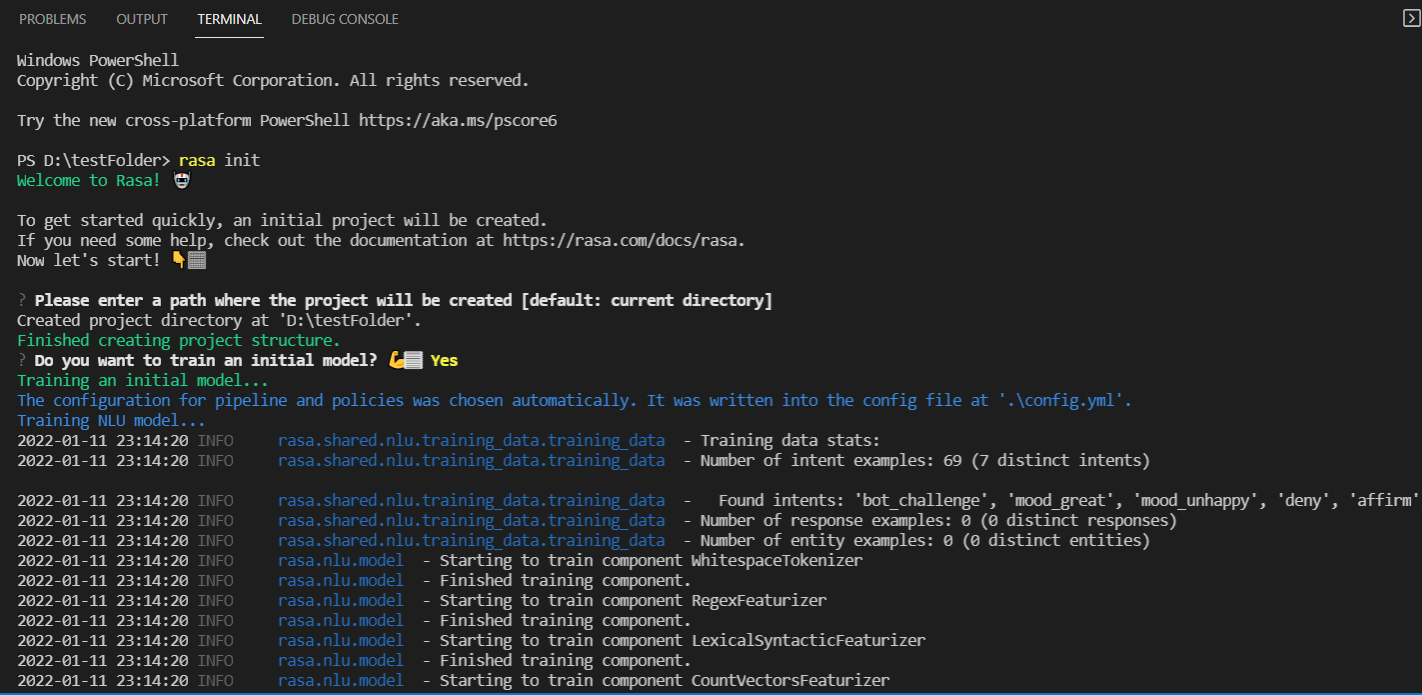 PROBLEMS OUTPUT TERMINAL DEBUG CONSOLE
Windows PowerShell
Copyright (C) Microsoft Corporation. All rights reserved.
Try the new cross-platform PowerShell https://aka.ms/pscore6
PS D:\testFolder> rasa init
Welcome to Rasa! 🤖
To get started quickly, an initial project will be created.
If you need some help, check out the documentation at https://rasa.com/docs/rasa.
Now let's start! 👇
? Please enter a path where the project will be created [default: current directory]
Created project directory at 'D:\testFolder'.
Finished creating project structure.
? Do you want to train an initial model? 💪 Yes
Training an initial model...
The configuration for pipeline and policies was chosen automatically. It was written into the config file at '.\config.yml'.
Training NLU model...
2022-01-11 23:14:20 INFO rasa.shared.nlu.training_data.training_data - Training data stats:
2022-01-11 23:14:20 INFO rasa.shared.nlu.training_data.training_data - Number of intent examples: 69 (7 distinct intents)
2022-01-11 23:14:20 INFO rasa.shared.nlu.training_data.training_data - Found intents: 'bot_challenge', 'mood_great', 'mood_unhappy', 'deny', 'affirm'
2022-01-11 23:14:20 INFO rasa.shared.nlu.training_data.training_data - Number of response examples: 0 (0 distinct responses)
2022-01-11 23:14:20 INFO rasa.shared.nlu.training_data.training_data - Number of entity examples: 0 (0 distinct entities)
2022-01-11 23:14:20 INFO rasa.nlu.model - Starting to train component WhitespaceTokenizer
2022-01-11 23:14:20 INFO rasa.nlu.model - Finished training component.
2022-01-11 23:14:20 INFO rasa.nlu.model - Starting to train component RegexFeaturizer
2022-01-11 23:14:20 INFO rasa.nlu.model - Finished training component.
2022-01-11 23:14:20 INFO rasa.nlu.model - Starting to train component LexicalSyntacticFeaturizer
2022-01-11 23:14:20 INFO rasa.nlu.model - Finished training component.
2022-01-11 23:14:20 INFO rasa.nlu.model - Starting to train component CountVectorsFeaturizer